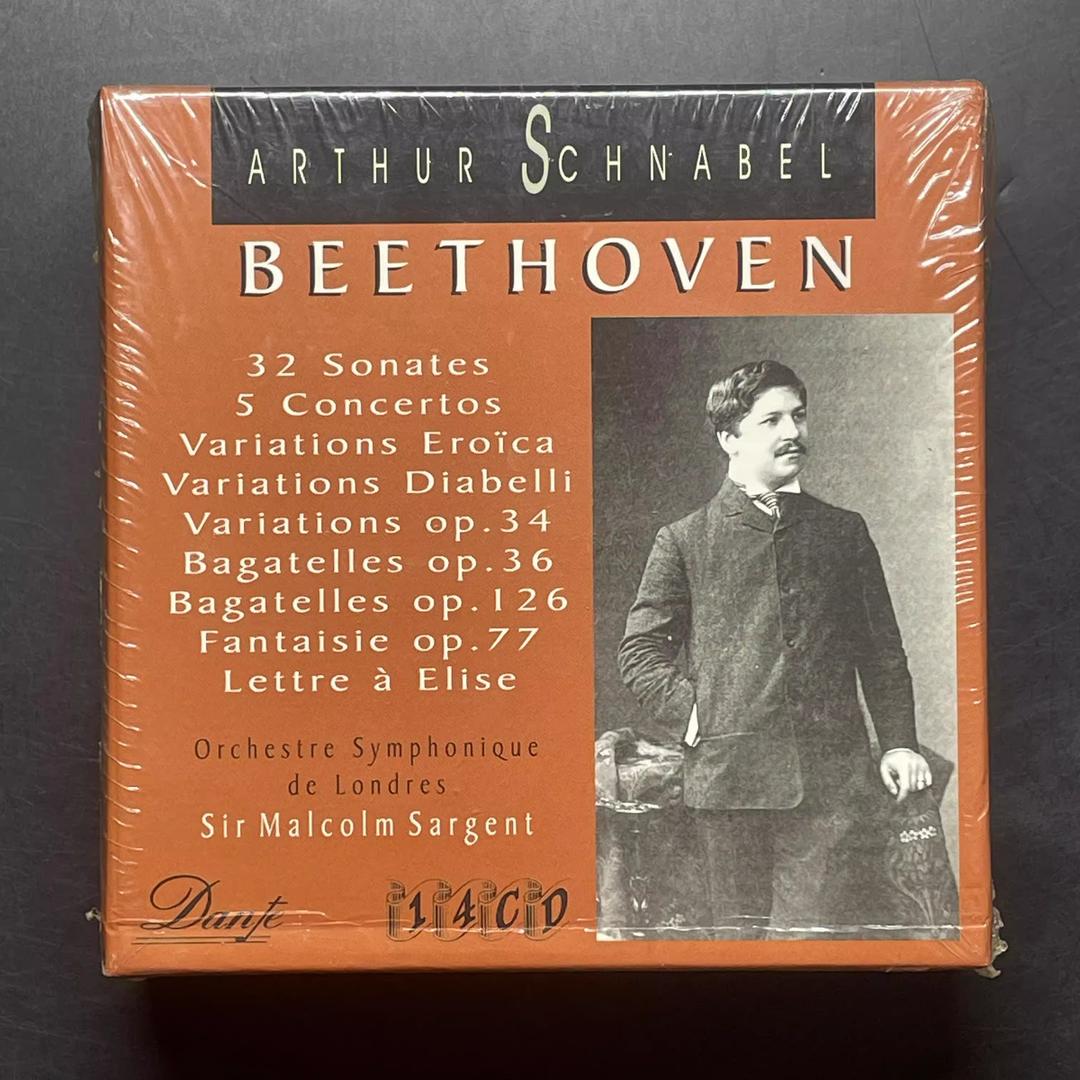 ARTHUR SCHNABEL
BEETHOVEN
32 Sonates
5 Concertos
Variations Eroïca
Variations Diabelli
Variations op.34
Bagatelles op.36
Bagatelles op.126
Fantaisie op.77
Lettre à Elise
Orchestre Symphonique
de Londres
Sir Malcolm Sargent
Dante
14CD